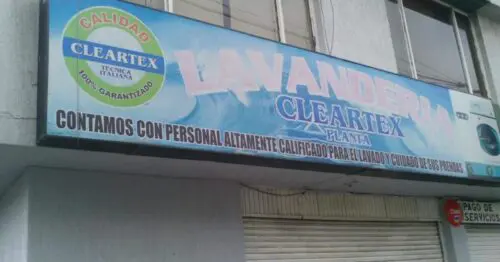 CALIDAD
CLEARTEX
TECNICA
ITALIANA
100% GARANTIZADO
LAVANDERIA
CLEARTEX
PLANTA
CONTAMOS CON PERSONAL ALTAMENTE CALIFICADO PARA EL LAVADO Y CUIDADO DE SUS PRENDAS
PAGO DE
SERVICIOS